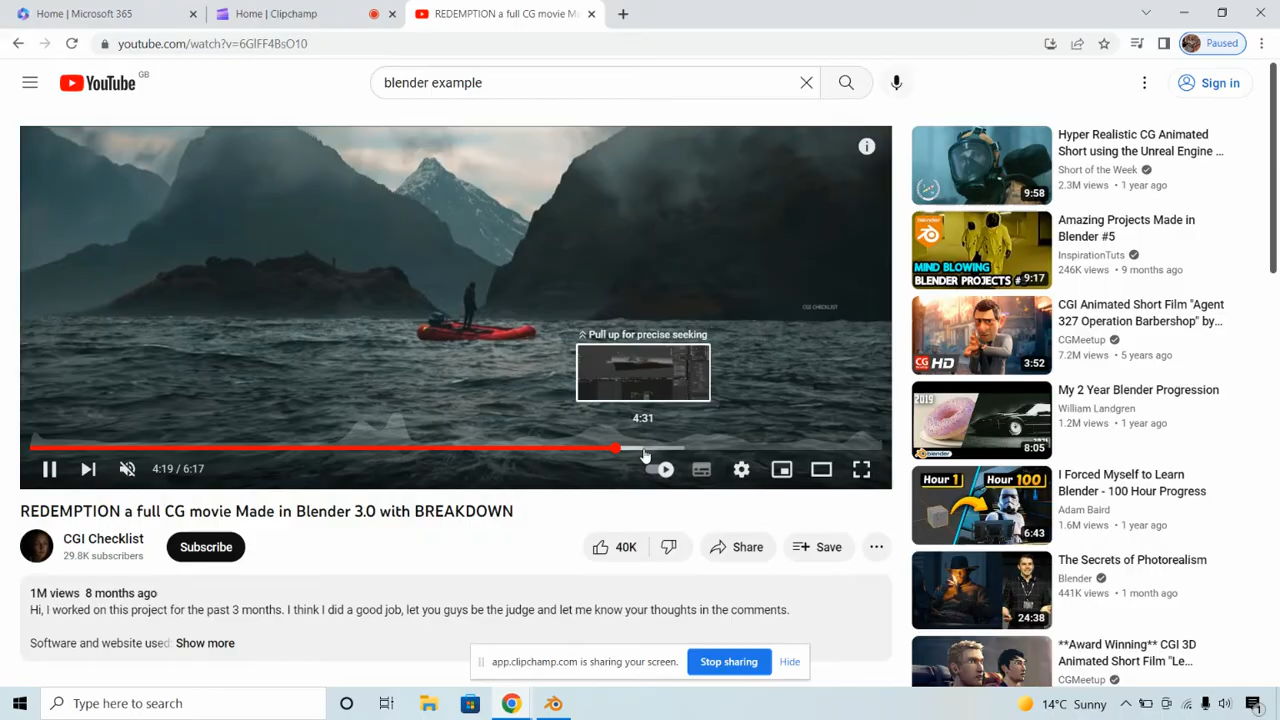 Home | Microsoft 365
Home | Clipchamp
REDEMPTION a full CG movie M
youtube.com/watch?v=6GlFF4BsO10
Paused
YouTube GB
blender example
Sign in
CGI CHECKLIST
Pull up for precise seeking
4:31
4:19 / 6:17
REDEMPTION a full CG movie Made in Blender 3.0 with BREAKDOWN
CGI Checklist
29.8K subscribers
Subscribe
40K
Share
Save
1M views 8 months ago
Hi, I worked on this project for the past 3 months. I think I did a good job, let you guys be the judge and let me know your thoughts in the comments.
Software and website used: Show more
Hyper Realistic CG Animated
Short using the Unreal Engine ...
Short of the Week
2.3M views • 1 year ago
9:58
Amazing Projects Made in
Blender #5
InspirationTuts
246K views • 9 months ago
blender
MIND BLOWING
BLENDER PROJECTS #
9:17
CGI Animated Short Film "Agent
327 Operation Barbershop" by...
CGMeetup
7.2M views • 5 years ago
CG HD
3:52
My 2 Year Blender Progression
William Landgren
1.2M views • 1 year ago
2019
blender
8:05
I Forced Myself to Learn
Blender - 100 Hour Progress
Adam Baird
1.6M views • 1 year ago
Hour 1
Hour 100
6:43
The Secrets of Photorealism
Blender
441K views • 1 month ago
24:38
**Award Winning** CGI 3D
Animated Short Film "Le...
CGMeetup
app.clipchamp.com is sharing your screen.
Stop sharing
Hide
Type here to search
14°C Sunny
1